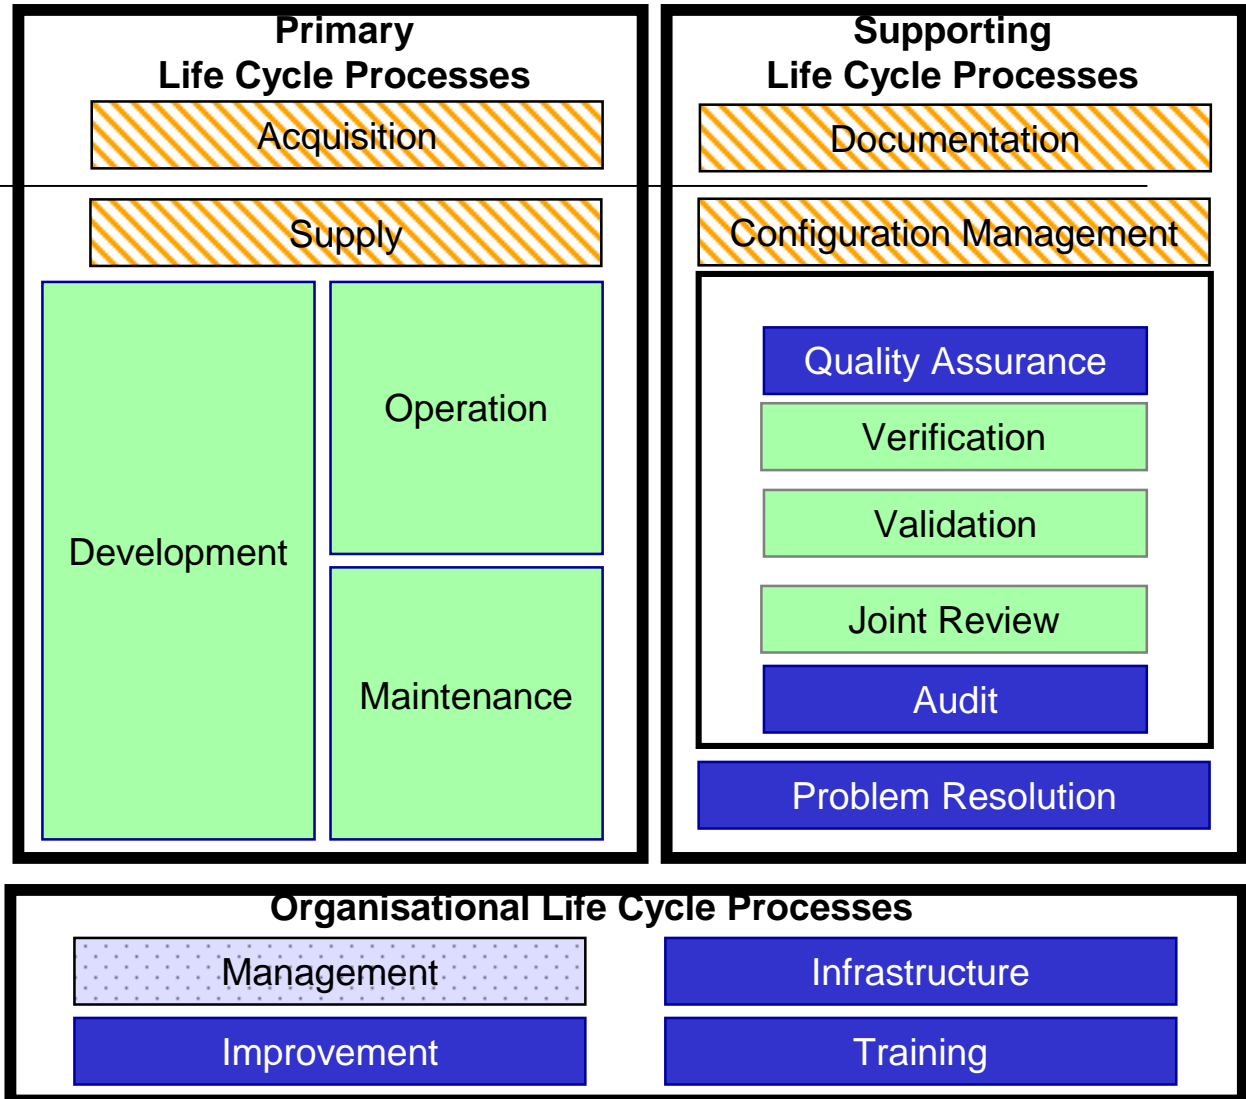 Primary
Life Cycle Processes
Acquisition
Supply
Development
Operation
Maintenance
Supporting
Life Cycle Processes
Documentation
Configuration Management
Quality Assurance
Verification
Validation
Joint Review
Audit
Problem Resolution
Organisational Life Cycle Processes
Management
Infrastructure
Improvement
Training